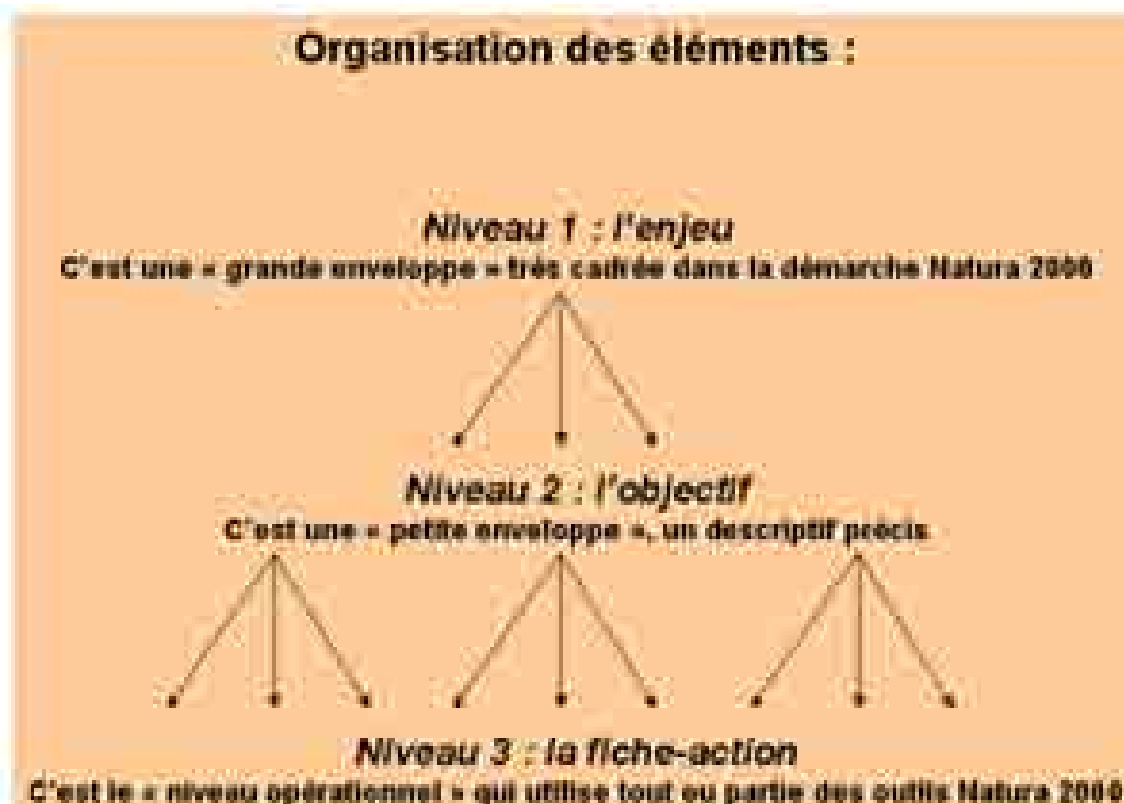 Organisation des éléments :
Niveau 1 : l'enjeu
C'est une « grande enveloppe » très cadrée dans la démarche Natura 2000
Niveau 2 : l'objectif
C'est une « petite enveloppe », un descriptif précis
Niveau 3 : la fiche-action
C'est le « niveau opérationnel » qui utilise tout ou partie des outils Natura 2000